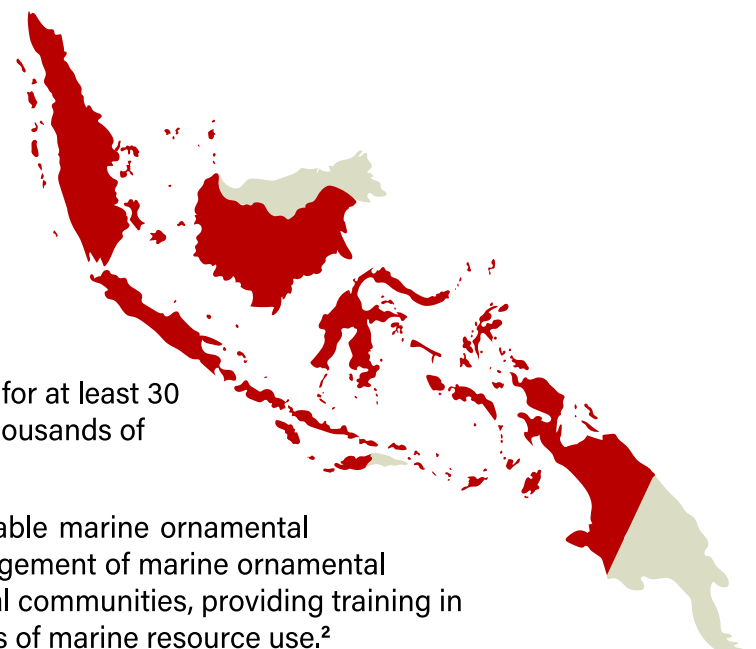 for at least 30
ousands of
able marine ornamental
gement of marine ornamental
al communities, providing training in
s of marine resource use.²